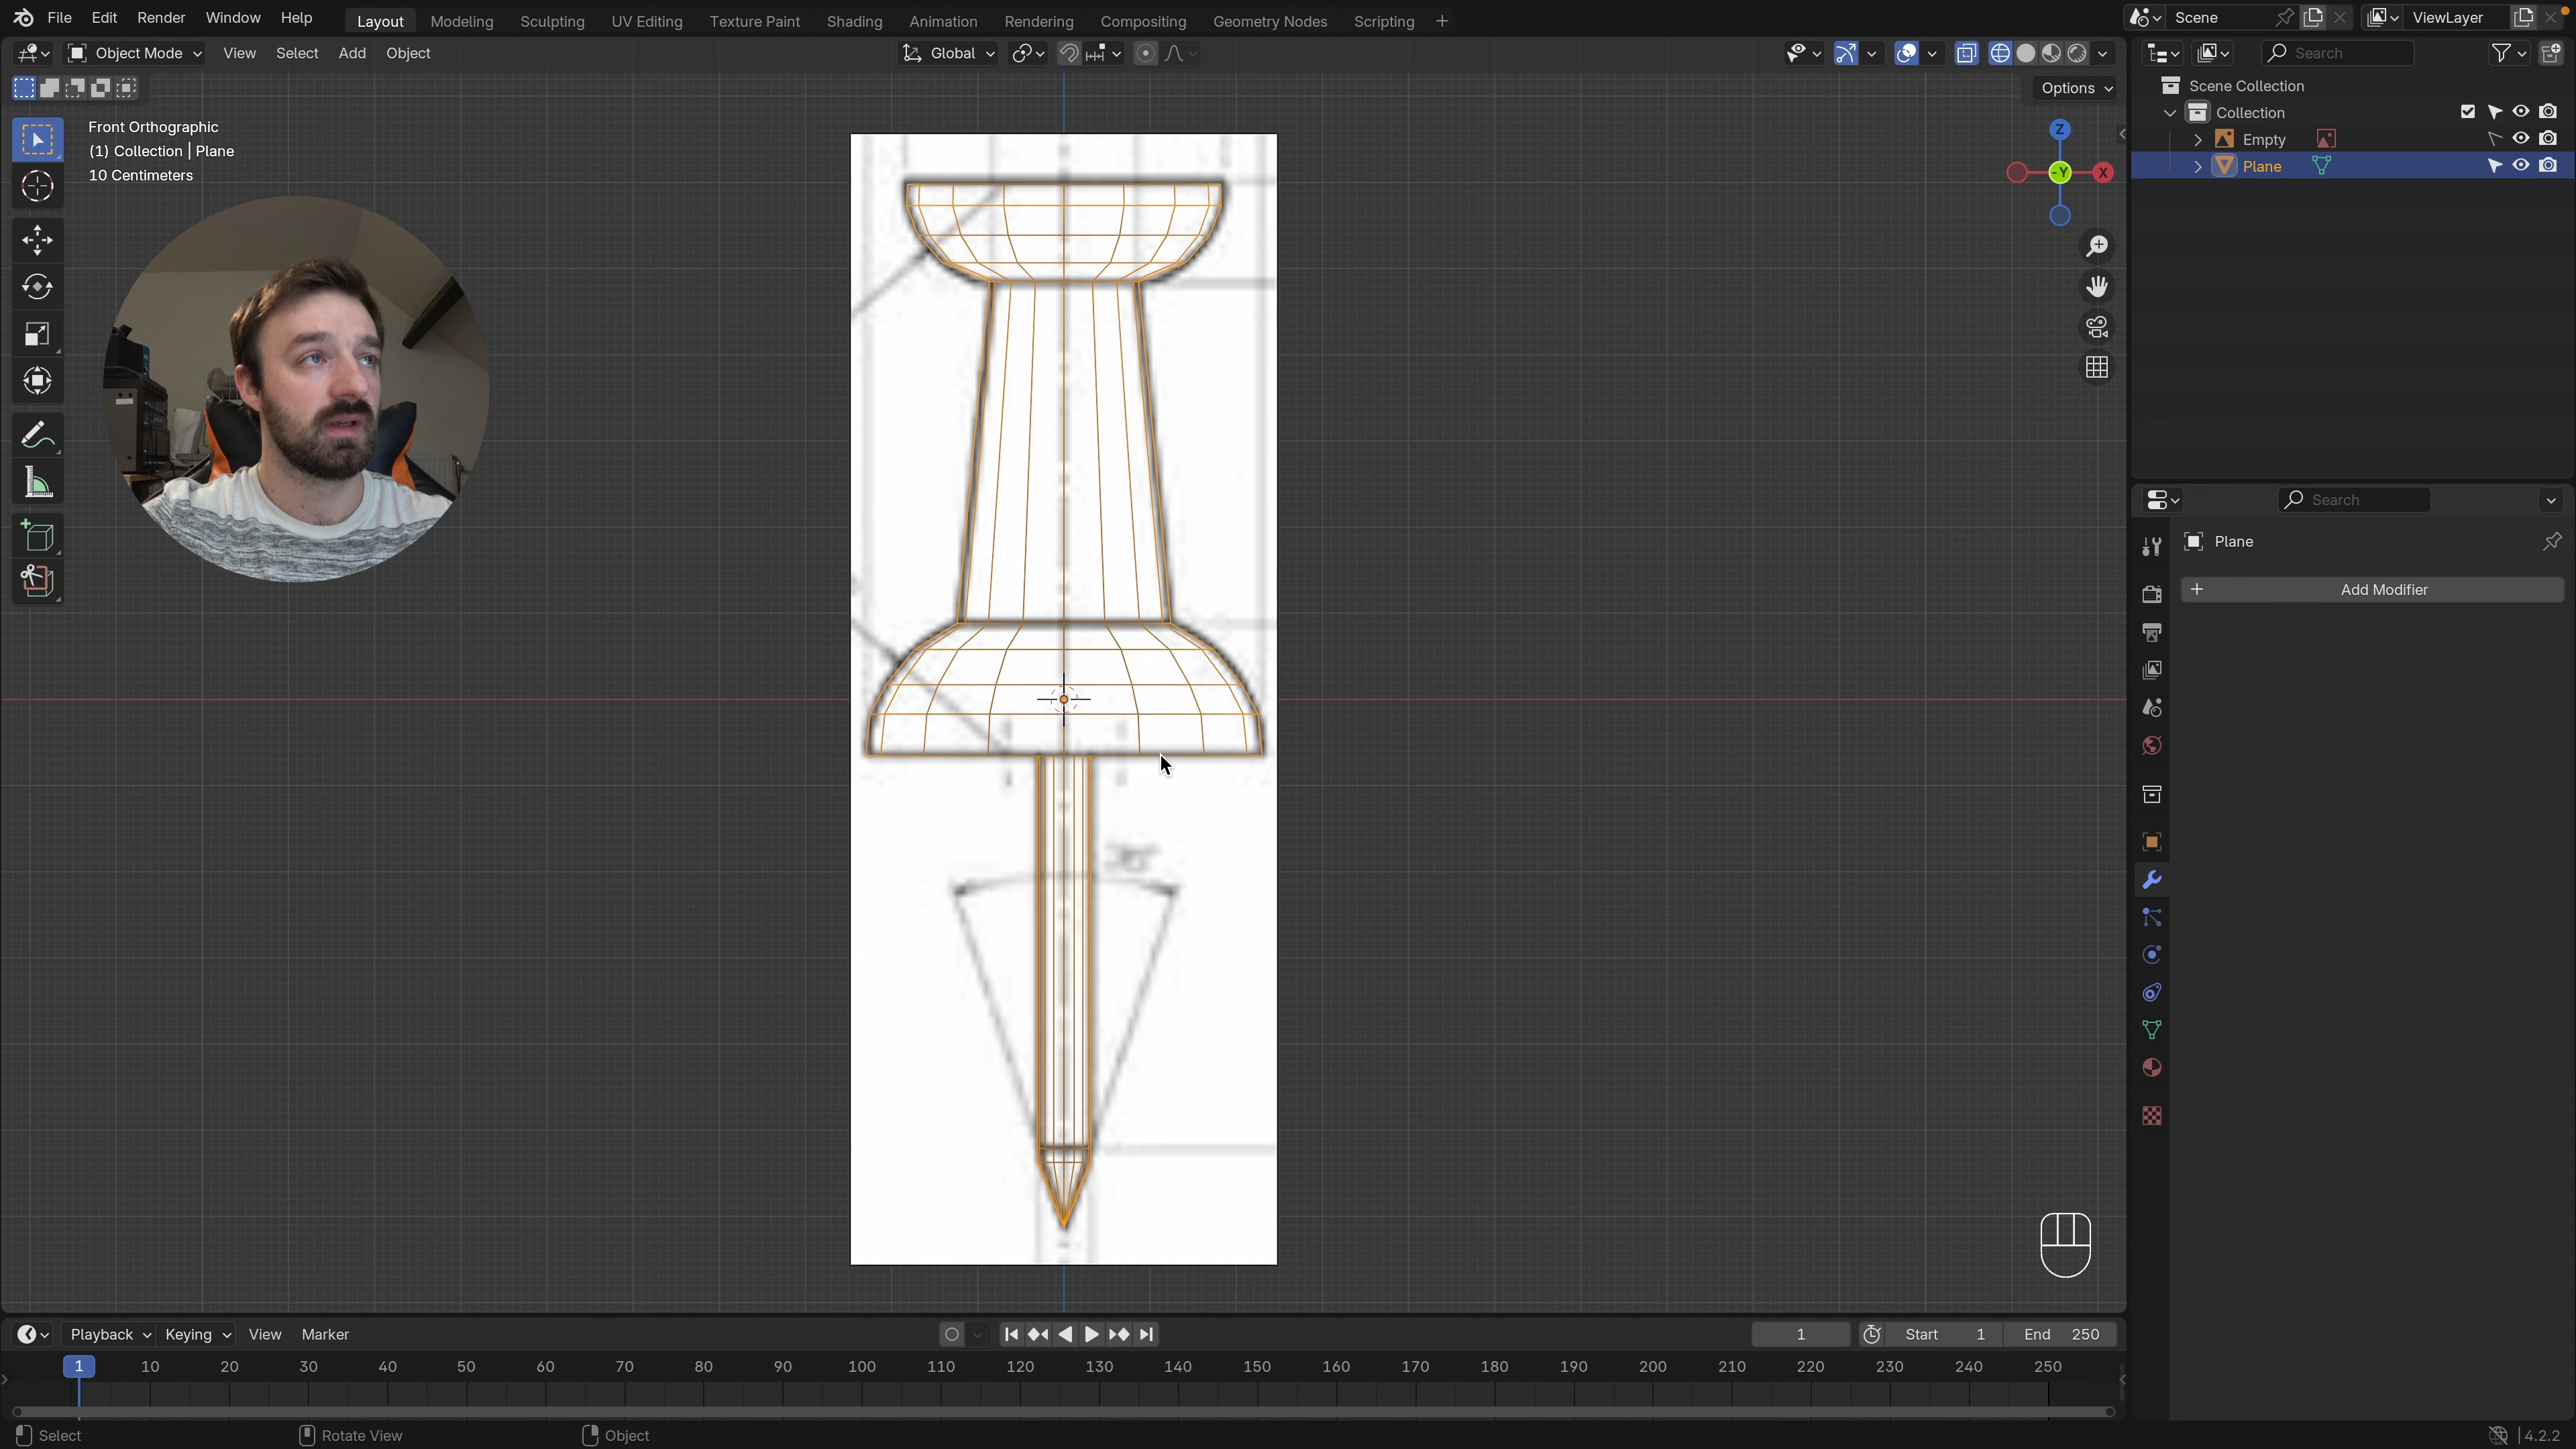 File Edit Render Window Help Layout Modeling Sculpting UV Editing Texture Paint Shading Animation Rendering Compositing Geometry Nodes Scripting + Scene ViewLayer
Object Mode View Select Add Object Global Search
Options
Front Orthographic
(1) Collection | Plane
10 Centimeters
Z
-Y
X
Scene Collection
Collection
Empty
Plane
Search
Plane
+ Add Modifier
Playback Keying View Marker 1 Start 1 End 250
1 10 20 30 40 50 60 70 80 90 100 110 120 130 140 150 160 170 180 190 200 210 220 230 240 250
Select Rotate View Object 4.2.2